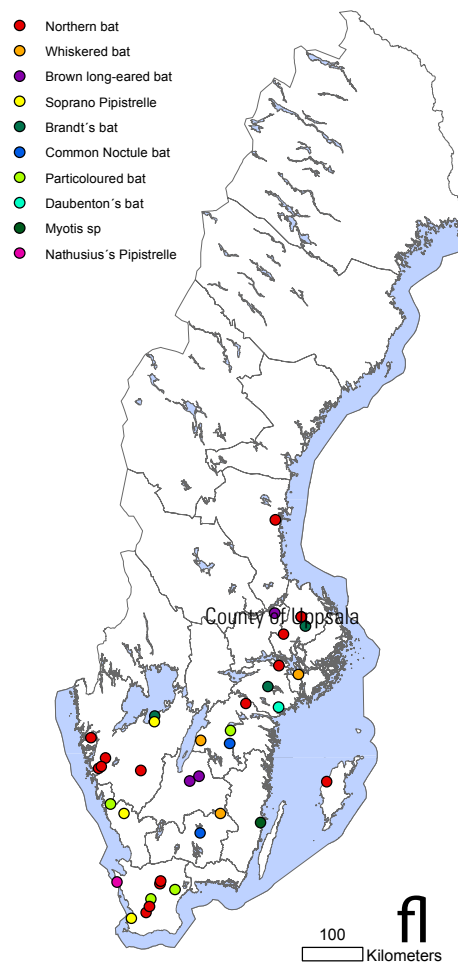 Northern bat
Whiskered bat
Brown long-eared bat
Soprano Pipistrelle
Brandt´s bat
Common Noctule bat
Particoloured bat
Daubenton´s bat
Myotis sp
Nathusius´s Pipistrelle
County of Uppsala
fl
100
Kilometers